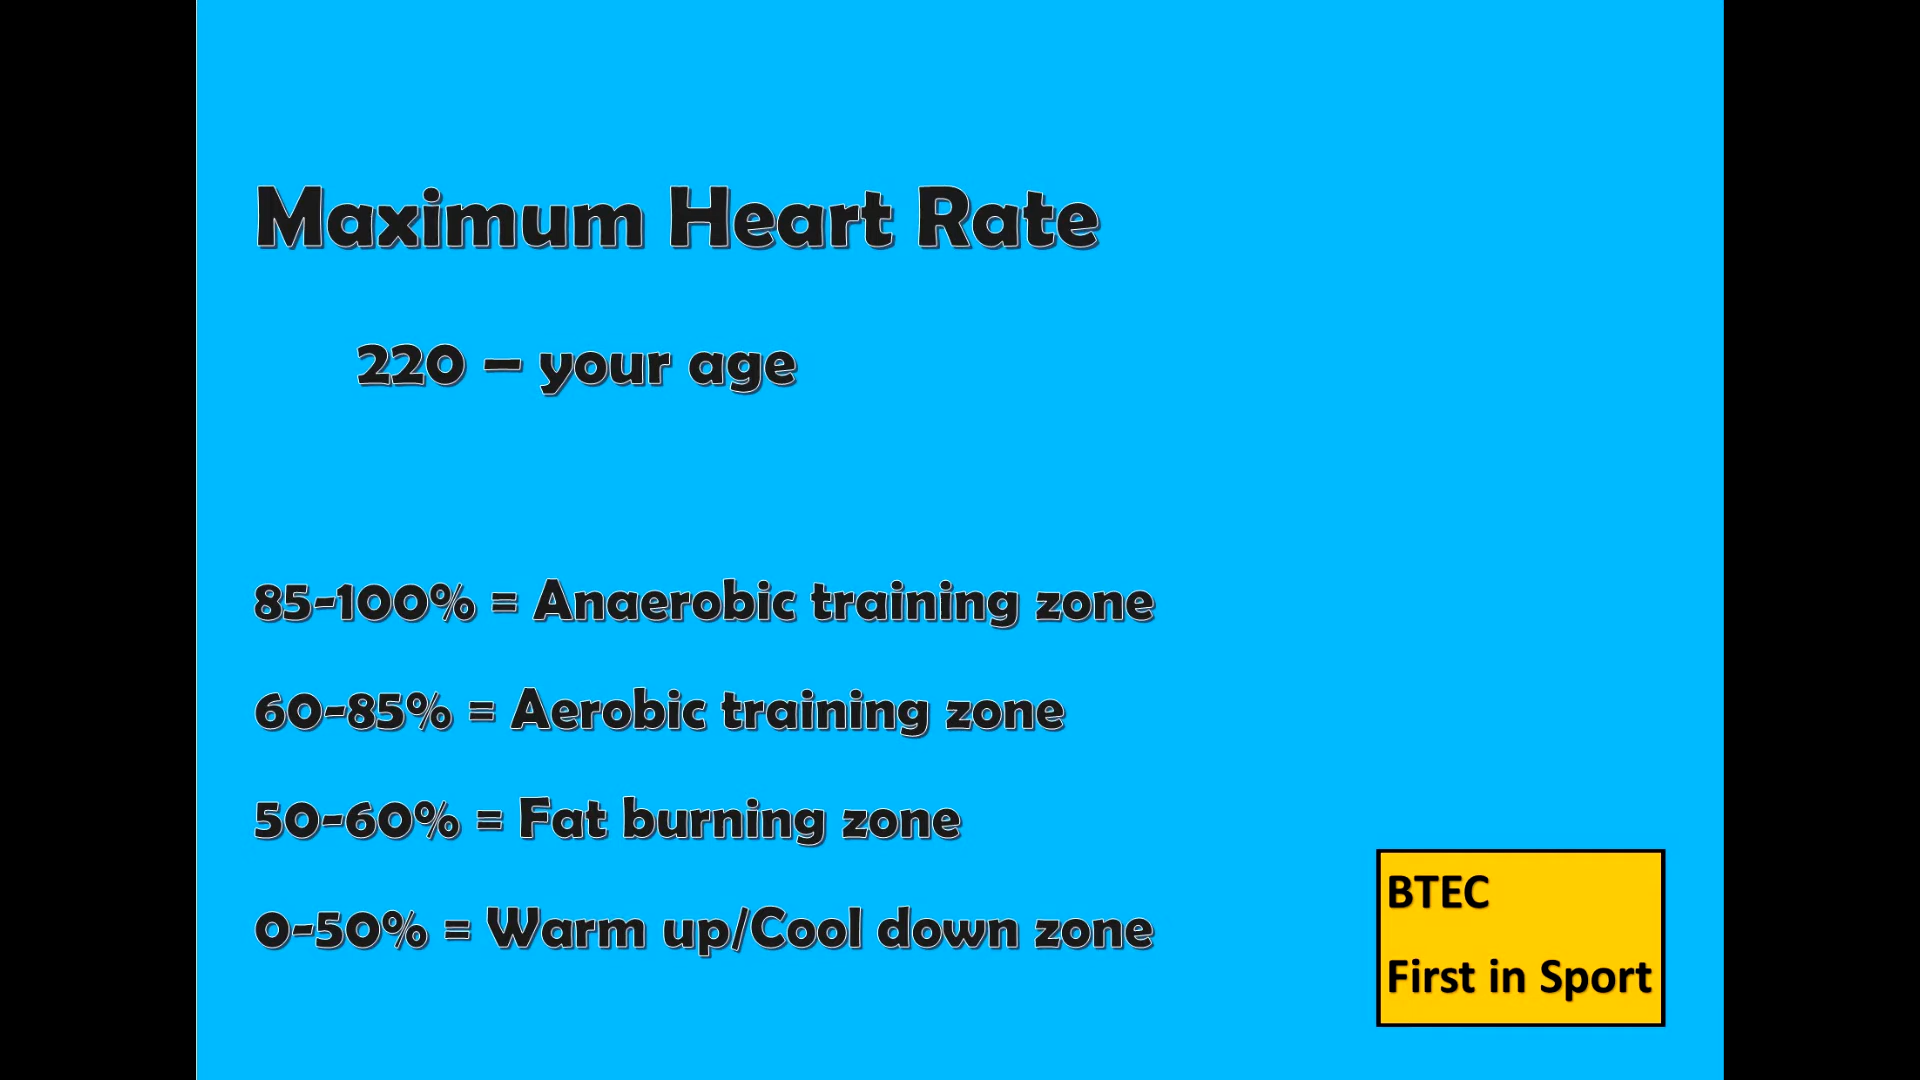 Maximum Heart Rate
220 – your age
85-100% = Anaerobic training zone
60-85% = Aerobic training zone
50-60% = Fat burning zone
0-50% = Warm up/Cool down zone
BTEC
First in Sport